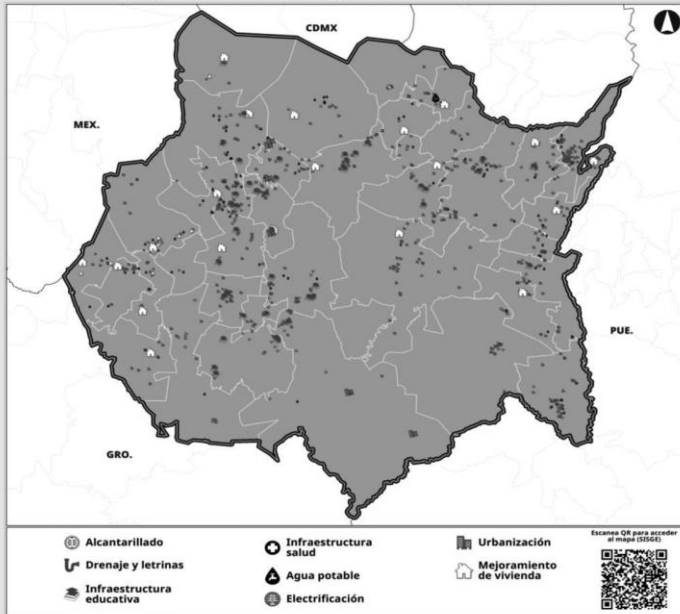 CDMX
MEX.
PUE.
GRO.
Alcantarillado
Drenaje y letrinas
Infraestructura
educativa
Infraestructura
salud
Agua potable
Electrificación
Urbanización
Mejoramiento
de vivienda
Escanea QR para acceder
al mapa (SISGE)